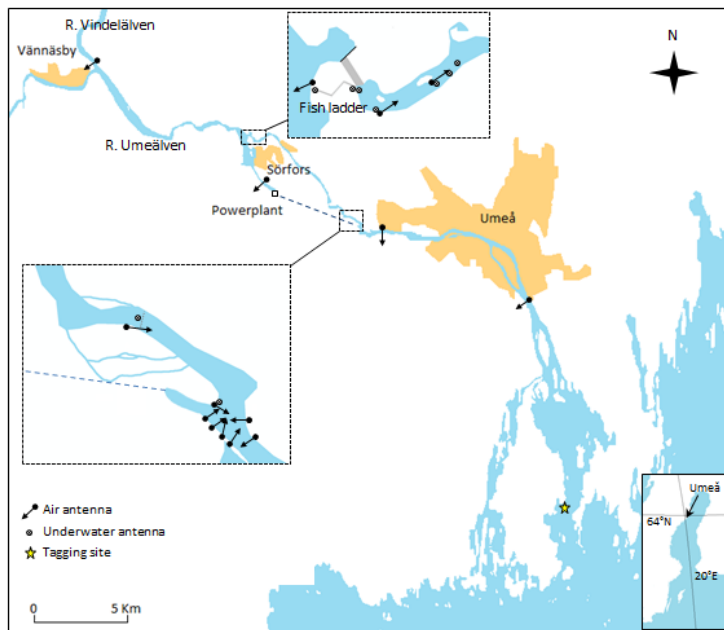 R. Vindelälven
Vännäsby
N
Fish ladder
R. Umeälven
Sörfors
Powerplant
Umeå
Air antenna
Underwater antenna
Tagging site
0
5 Km
Umeå
64°N
20°E